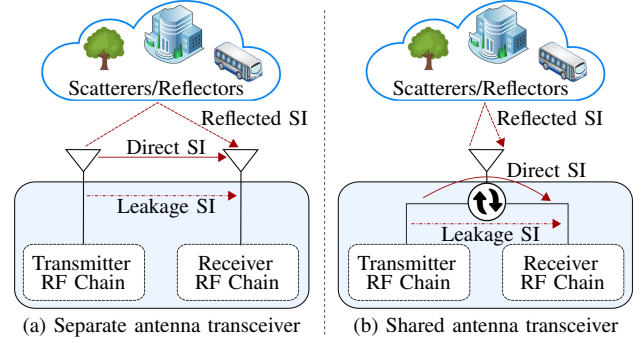 Scatterers/Reflectors
Reflected SI
Direct SI
Leakage SI
Transmitter
RF Chain
Receiver
RF Chain
(a) Separate antenna transceiver
Scatterers/Reflectors
Reflected SI
Direct SI
Leakage SI
Transmitter
RF Chain
Receiver
RF Chain
(b) Shared antenna transceiver